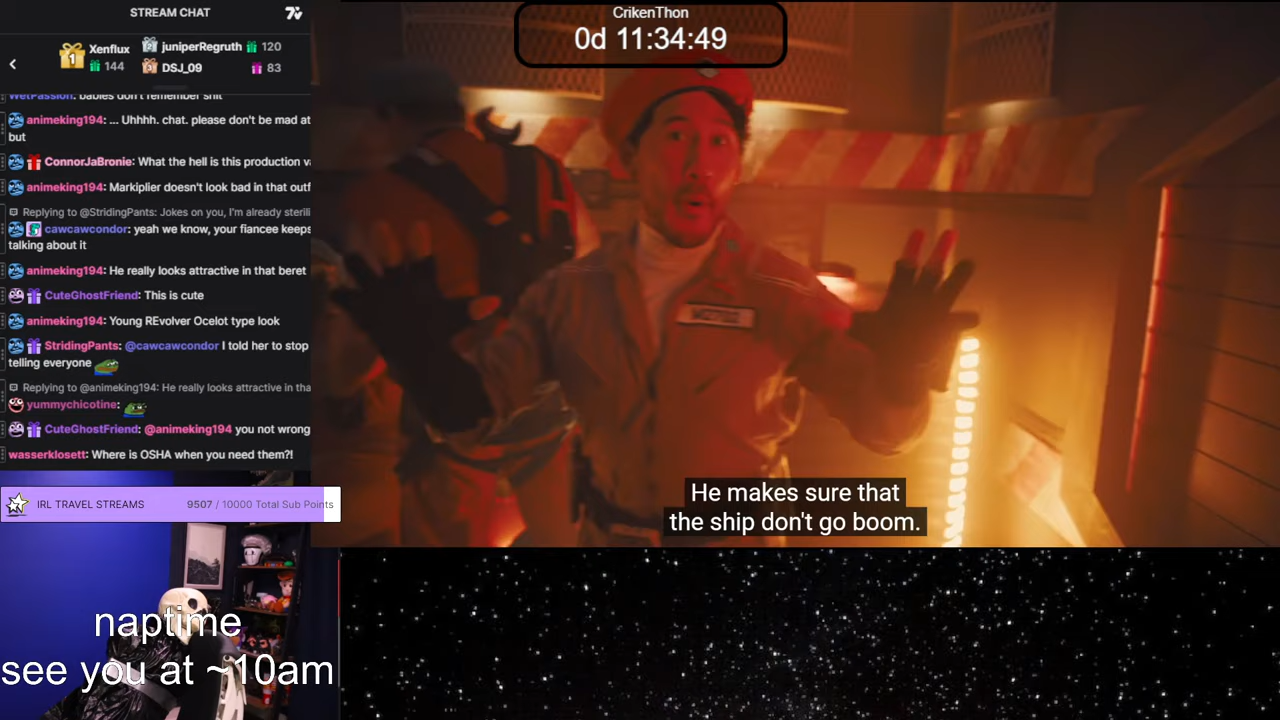 STREAM CHAT
1 Xenflux
144
2 juniperRegruth 120
3 DSJ_09 83
WetPassion: babies don't remember shit
animeking194: ... Uhhhh. chat. please don't be mad at
but
ConnorJaBronie: What the hell is this production
animeking194: Markiplier doesn't look bad in that
Replying to @StridingPants: Jokes on you, I'm already
cawcawcondor: yeah we know, your fiancee keeps
talking about it
animeking194: He really looks attractive in that beret
CuteGhostFriend: This is cute
animeking194: Young REvolver Ocelot type look
StridingPants: @cawcawcondor I told her to stop
telling everyone
Replying to @animeking194: He really looks attractive in
yummychicotine:
CuteGhostFriend: @animeking194 you not wrong
wasserklosett: Where is OSHA when you need them?!
IRL TRAVEL STREAMS 9507 / 10000 Total Sub Points
naptime
see you at ~10am
CrikenThon
0d 11:34:49
He makes sure that
the ship don't go boom.